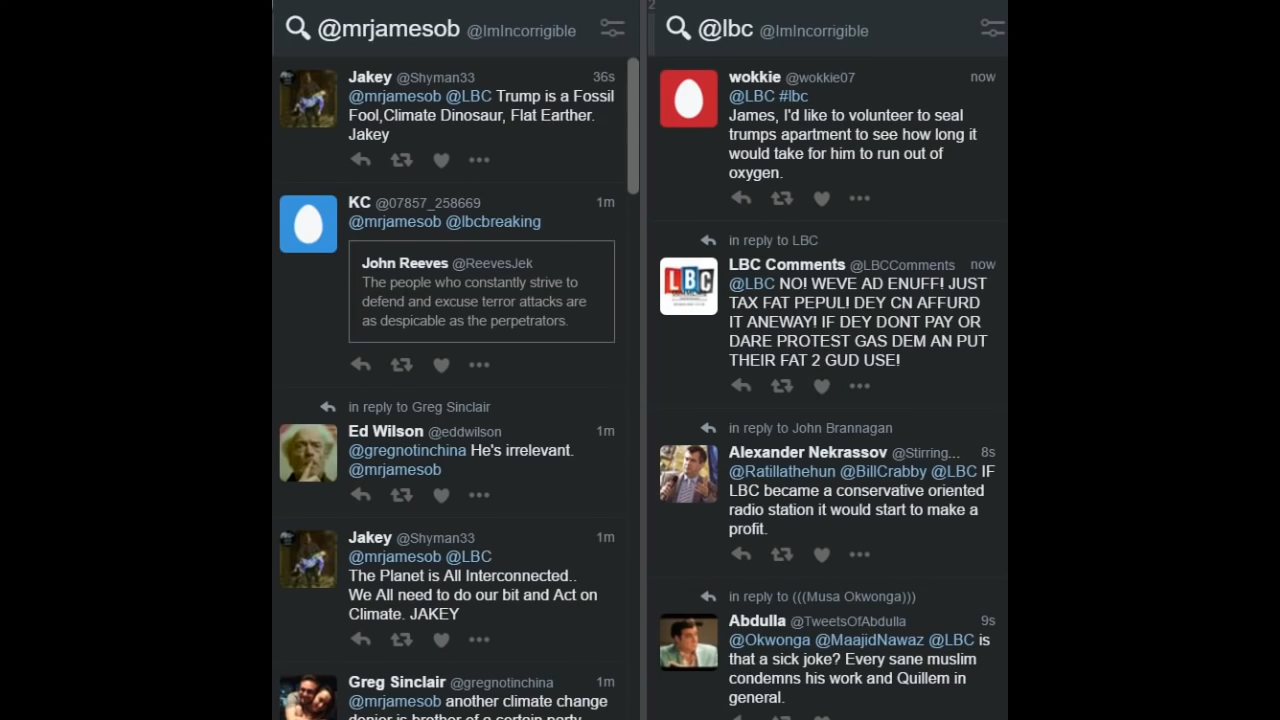 @mrjamesob @ImIncorrigible
Jakey @Shyman33 36s
@mrjamesob @LBC Trump is a Fossil
Fool,Climate Dinosaur, Flat Earther.
Jakey
KC @07857_258669 1m
@mrjamesob @lbcbreaking
John Reeves @ReevesJek
The people who constantly strive to
defend and excuse terror attacks are
as despicable as the perpetrators.
in reply to Greg Sinclair
Ed Wilson @eddwilson 1m
@gregnotinchina He's irrelevant.
@mrjamesob
Jakey @Shyman33 1m
@mrjamesob @LBC
The Planet is All Interconnected..
We All need to do our bit and Act on
Climate. JAKEY
Greg Sinclair @gregnotinchina 1m
@mrjamesob another climate change
denier is brother of a certain party
2
@lbc @ImIncorrigible
wokkie @wokkie07 now
@LBC #lbc
James, I'd like to volunteer to seal
trumps apartment to see how long it
would take for him to run out of
oxygen.
in reply to LBC
LBC Comments @LBCComments now
LBC
@LBC NO! WEVE AD ENUFF! JUST
TAX FAT PEPUL! DEY CN AFFURD
IT ANEWAY! IF DEY DONT PAY OR
DARE PROTEST GAS DEM AN PUT
THEIR FAT 2 GUD USE!
in reply to John Brannagan
Alexander Nekrassov @Stirring... 8s
@Ratillathehun @BillCrabby @LBC IF
LBC became a conservative oriented
radio station it would start to make a
profit.
in reply to (((Musa Okwonga)))
Abdulla @TweetsOfAbdulla 9s
@Okwonga @MaajidNawaz @LBC is
that a sick joke? Every sane muslim
condemns his work and Quillem in
general.